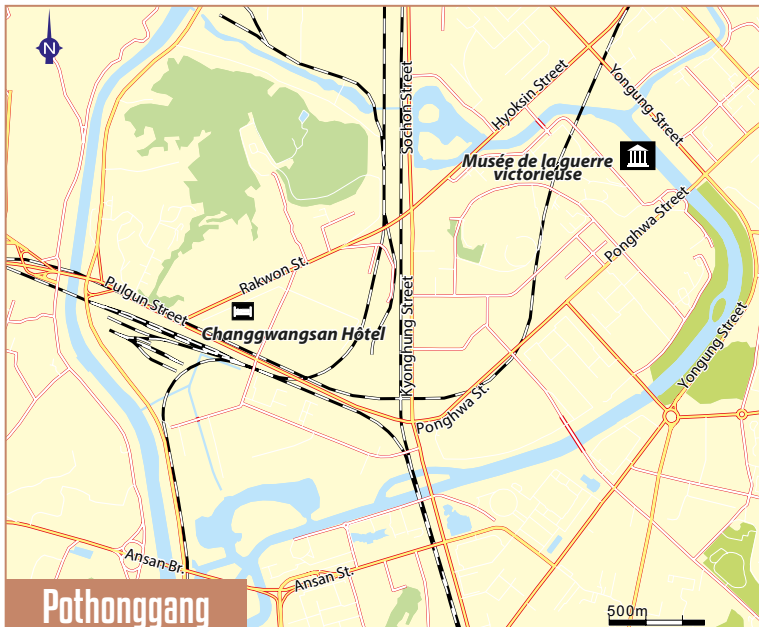 N
Sochon Street
Hyoksin Street
Yongung Street
Musée de la guerre
victorieuse
Ponghwa Street
Rakwon St.
Pulgun Street
Changgwangsan Hôtel
Kyonghung Street
Yongung Street
Ponghwa St.
Ansan Br.
Ansan St.
Pothonggang
500m